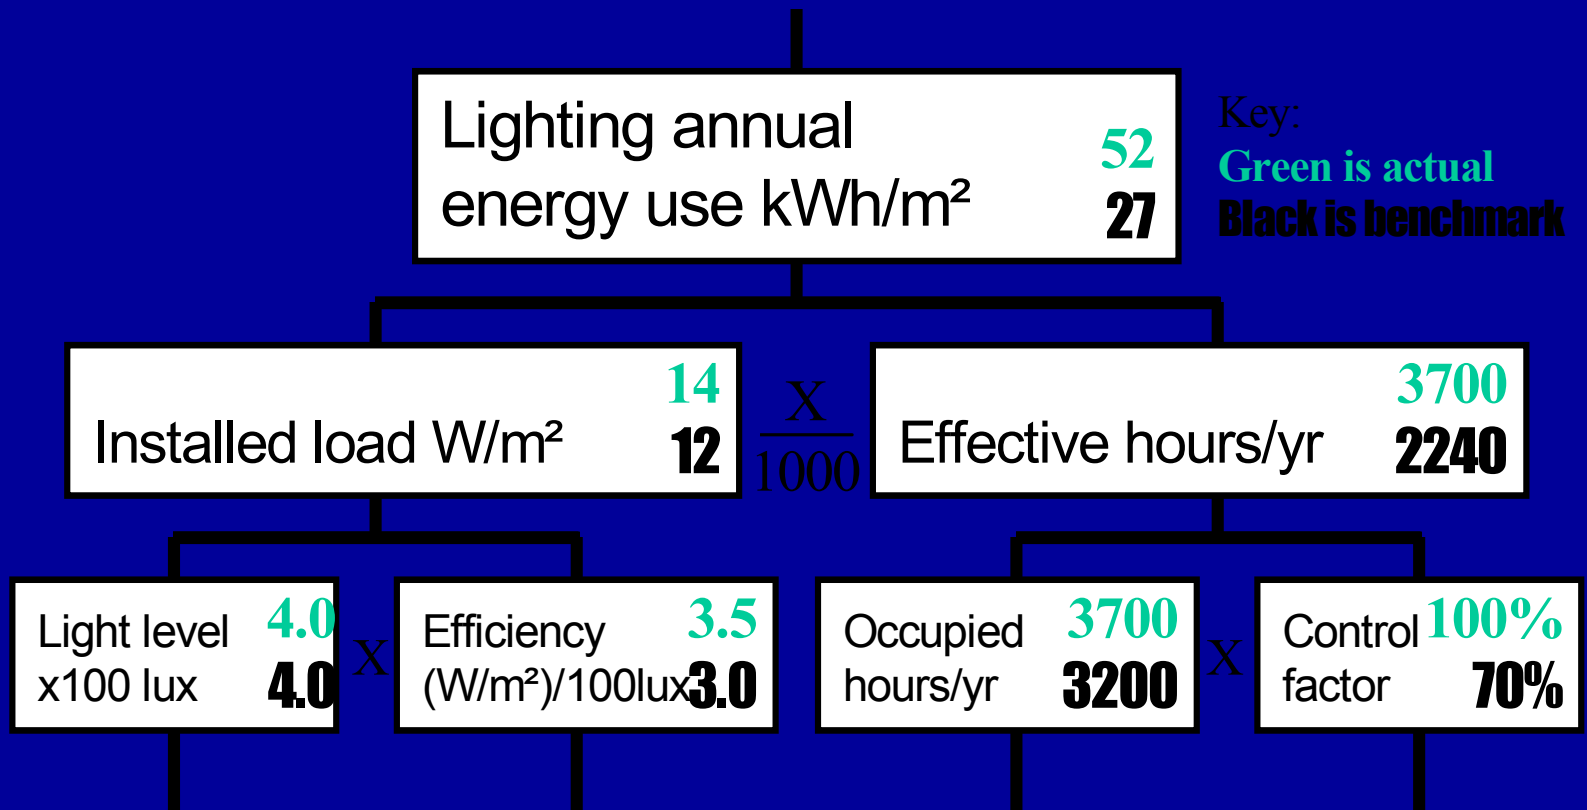 Lighting annual
energy use kWh/m²
52
27
Key:
Green is actual
Black is benchmark
Installed load W/m²
14
12
X
1000
Effective hours/yr
3700
2240
Light level
x100 lux
4.0
4.0
X
Efficiency
(W/m²)/100lux
3.5
3.0
Occupied
hours/yr
3700
3200
X
Control
factor
100%
70%